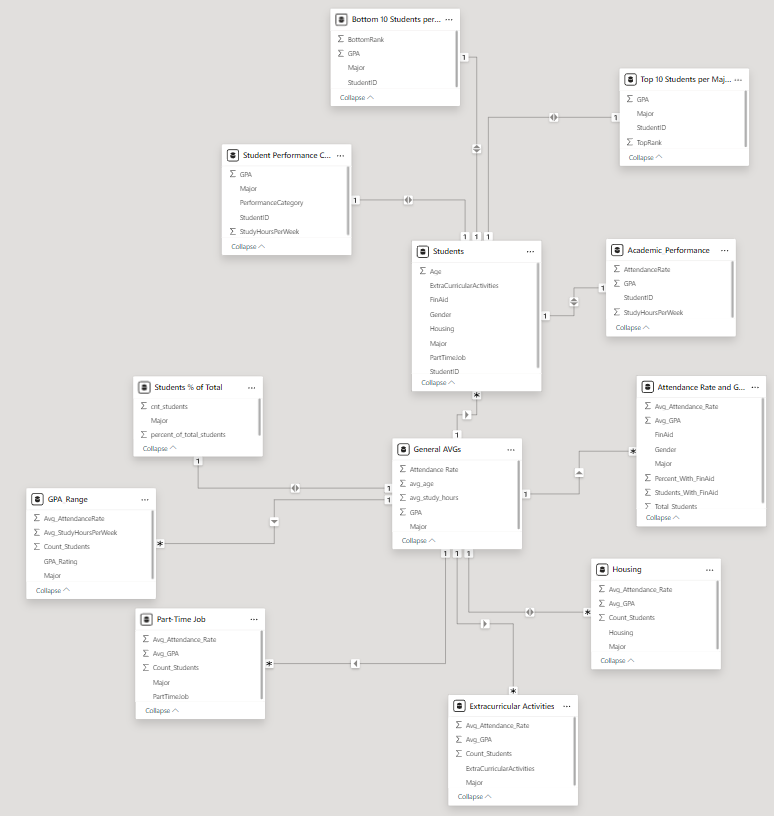 Bottom 10 Students per...
BottomRank
GPA
Major
StudentID
Collapse
Top 10 Students per Maj...
GPA
Major
StudentID
TopRank
Collapse
Student Performance C...
GPA
Major
PerformanceCategory
StudentID
StudyHoursPerWeek
Collapse
Students
Age
ExtraCurricularActivities
FinAid
Gender
Housing
Major
PartTimeJob
StudentID
Collapse
Academic Performance
AttendanceRate
GPA
StudentID
StudyHoursPerWeek
Collapse
Students % of Total
cnt_students
Major
percent_of_total_students
Collapse
General AVGs
Attendance Rate
avg_age
avg_study_hours
GPA
Major
Collapse
Attendance Rate and G...
Avg_Attendance_Rate
Avg_GPA
FinAid
Gender
Major
Percent_With_FinAid
Students_With_FinAid
Total_Students
Collapse
GPA Range
Avg_AttendanceRate
Avg_StudyHoursPerWeek
Count_Students
GPA_Rating
Major
Collapse
Housing
Avg_Attendance_Rate
Avg_GPA
Count_Students
Housing
Major
Collapse
Part-Time Job
Avg_Attendance_Rate
Avg_GPA
Count_Students
Major
PartTimeJob
Collapse
Extracurricular Activities
Avg_Attendance_Rate
Avg_GPA
Count_Students
ExtraCurricularActivities
Major
Collapse
1
1
1
1 1 1
1
1
*
1
1
1
1
1
*
*
1 1 1
*
*
*